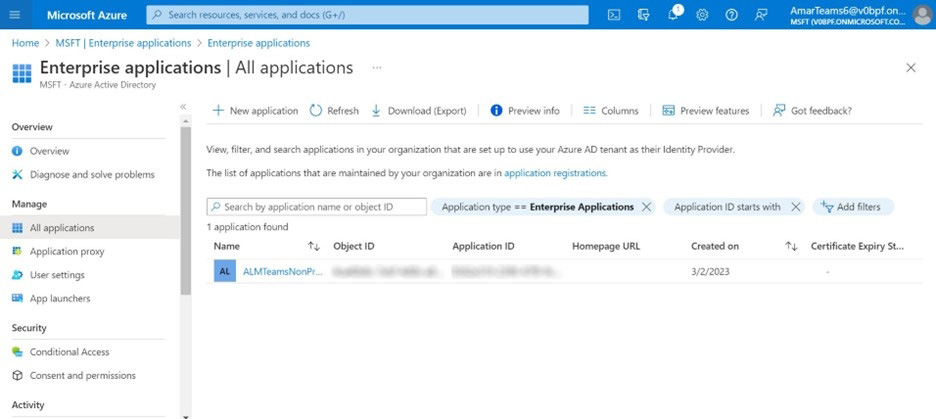 Microsoft Azure
Search resources, services, and docs (G+/)
1
AmarTeams6@v0bpf.on...
MSFT (V0BPF.ONMICROSOFT.CO...
Home > MSFT | Enterprise applications > Enterprise applications
Enterprise applications | All applications ...
MSFT - Azure Active Directory
«
+ New application Refresh Download (Export) Preview info Columns Preview features Got feedback?
Overview
Overview
Diagnose and solve problems
Manage
All applications
Application proxy
User settings
App launchers
Security
Conditional Access
Consent and permissions
Activity
View, filter, and search applications in your organization that are set up to use your Azure AD tenant as their Identity Provider.
The list of applications that are maintained by your organization are in application registrations.
Search by application name or object ID
Application type == Enterprise Applications
Application ID starts with
Add filters
1 application found
Name Object ID Application ID Homepage URL Created on Certificate Expiry St...
AL ALMTeamsNonPr... 3/2/2023 -